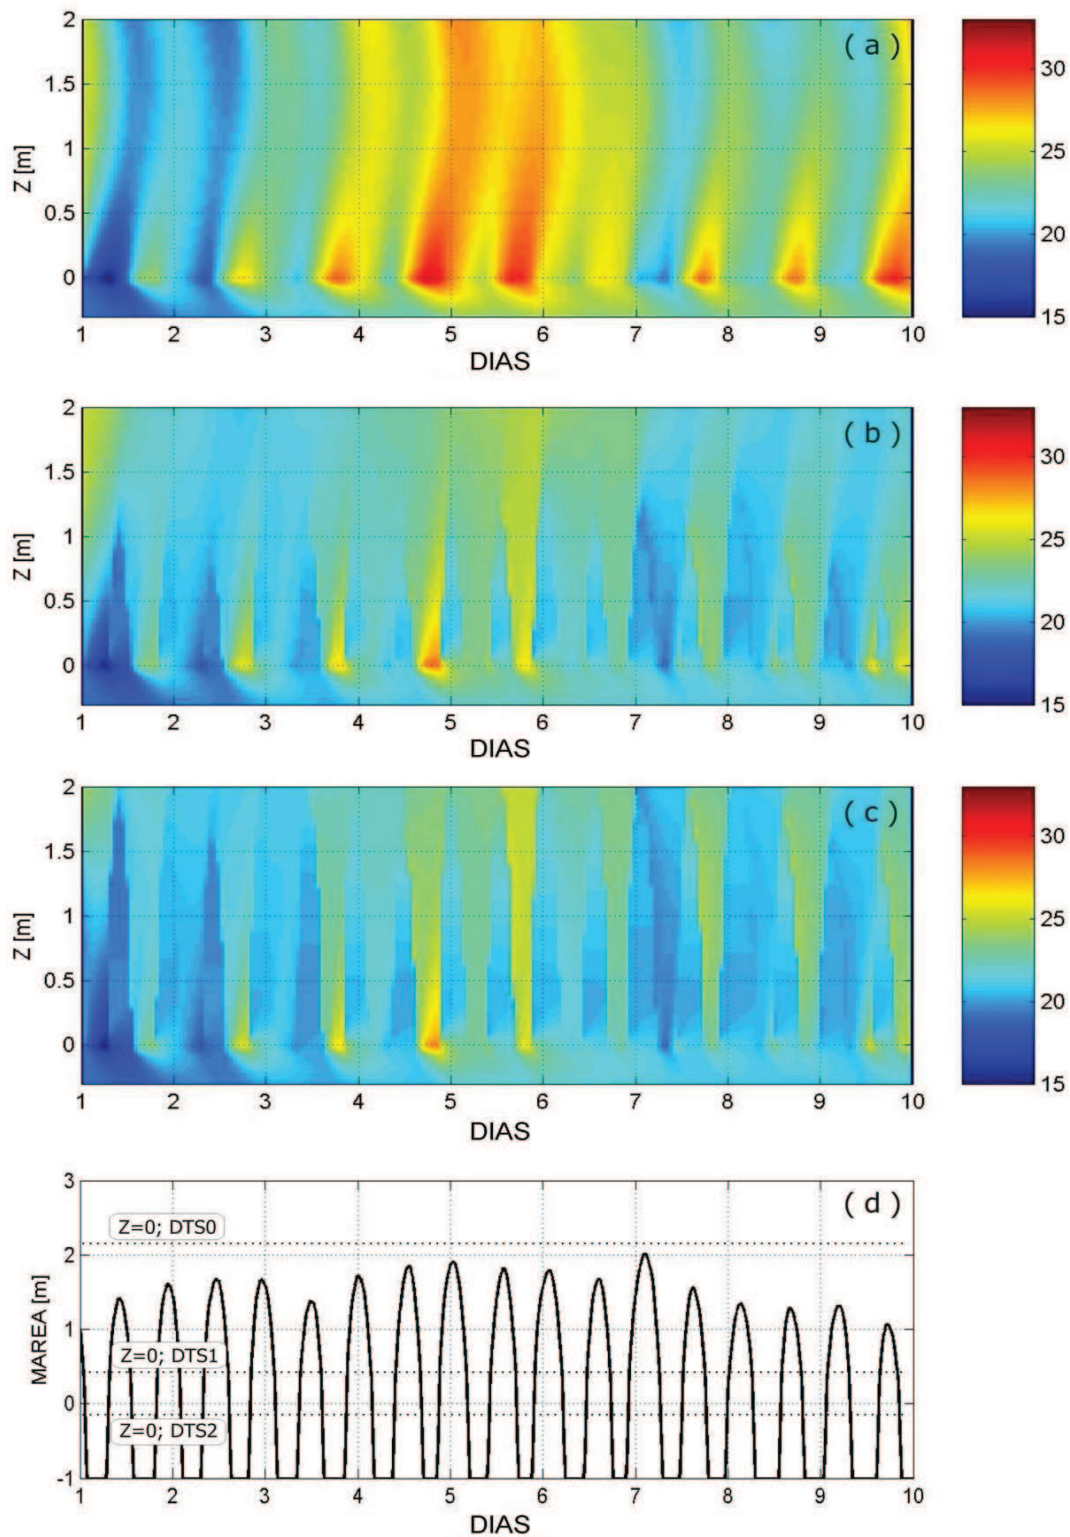 ( a )
2
1.5
1
0.5
0
Z [m]
1 2 3 4 5 6 7 8 9 10
DIAS
30
25
20
15
( b )
2
1.5
1
0.5
0
Z [m]
1 2 3 4 5 6 7 8 9 10
DIAS
30
25
20
15
( c )
2
1.5
1
0.5
0
Z [m]
1 2 3 4 5 6 7 8 9 10
DIAS
30
25
20
15
( d )
3
2
1
0
-1
MAREA [m]
Z=0; DTS0
Z=0; DTS1
Z=0; DTS2
1 2 3 4 5 6 7 8 9 10
DIAS